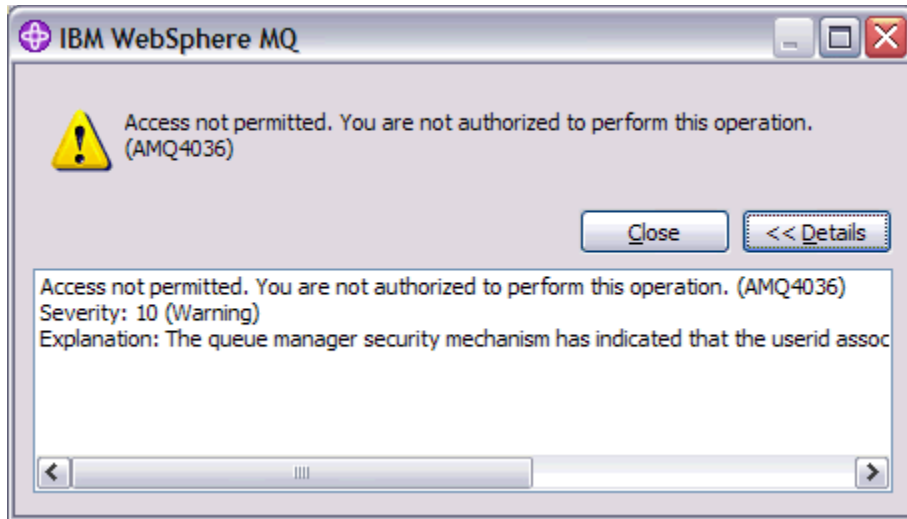 IBM WebSphere MQ
Access not permitted. You are not authorized to perform this operation.
(AMQ4036)
Close
<< Details
Access not permitted. You are not authorized to perform this operation. (AMQ4036)
Severity: 10 (Warning)
Explanation: The queue manager security mechanism has indicated that the userid assoc